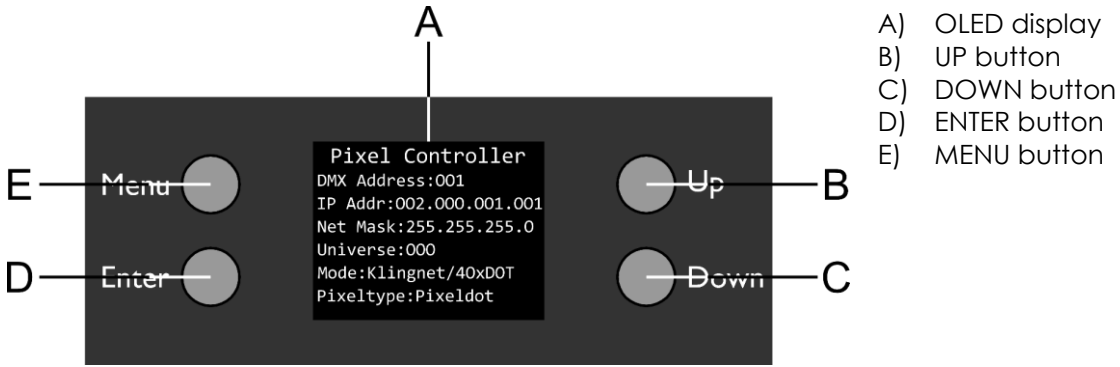 A
A) OLED display
B) UP button
C) DOWN button
D) ENTER button
E) MENU button
Pixel Controller
DMX Address:001
IP Addr:002.000.001.001
Net Mask:255.255.255.0
Universe:000
Mode:Klingnet/40xDOT
Pixeltype:Pixeldot
E Menu
Up B
D Enter
Down C